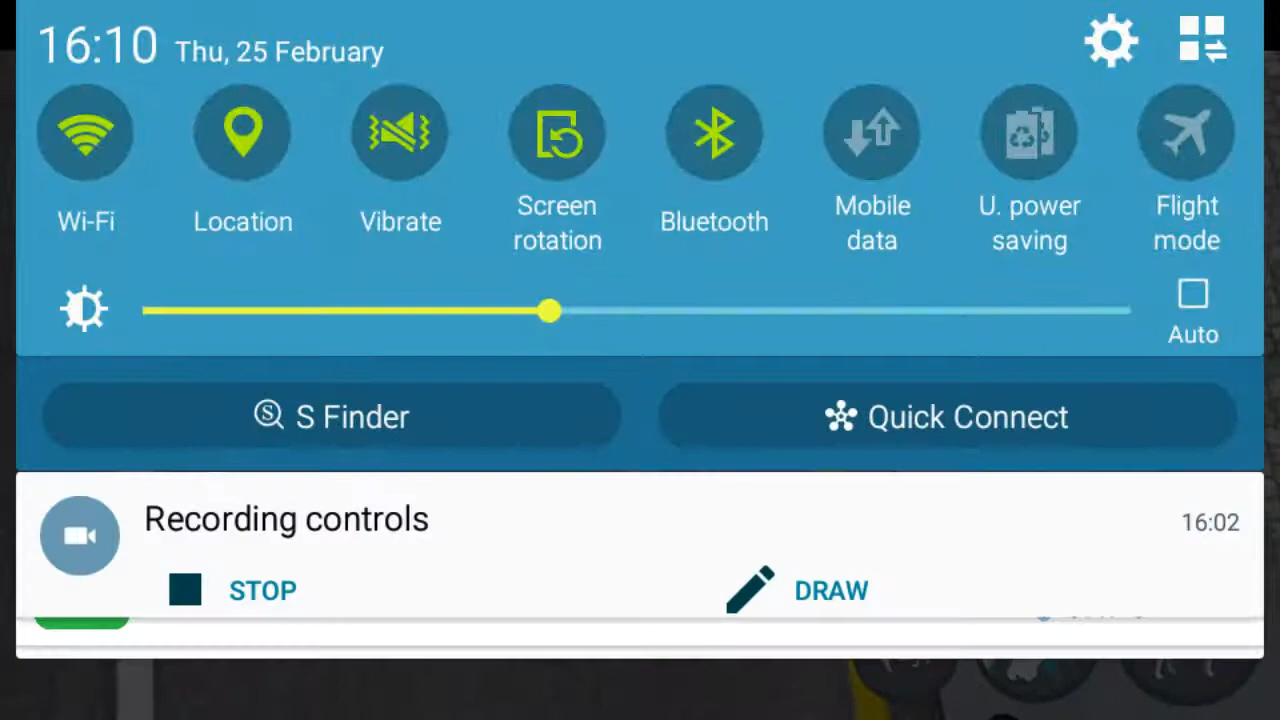 16:10 Thu, 25 February
Wi-Fi
Location
Vibrate
Screen
rotation
Bluetooth
Mobile
data
U. power
saving
Flight
mode
Auto
S Finder
Quick Connect
Recording controls
16:02
STOP
DRAW